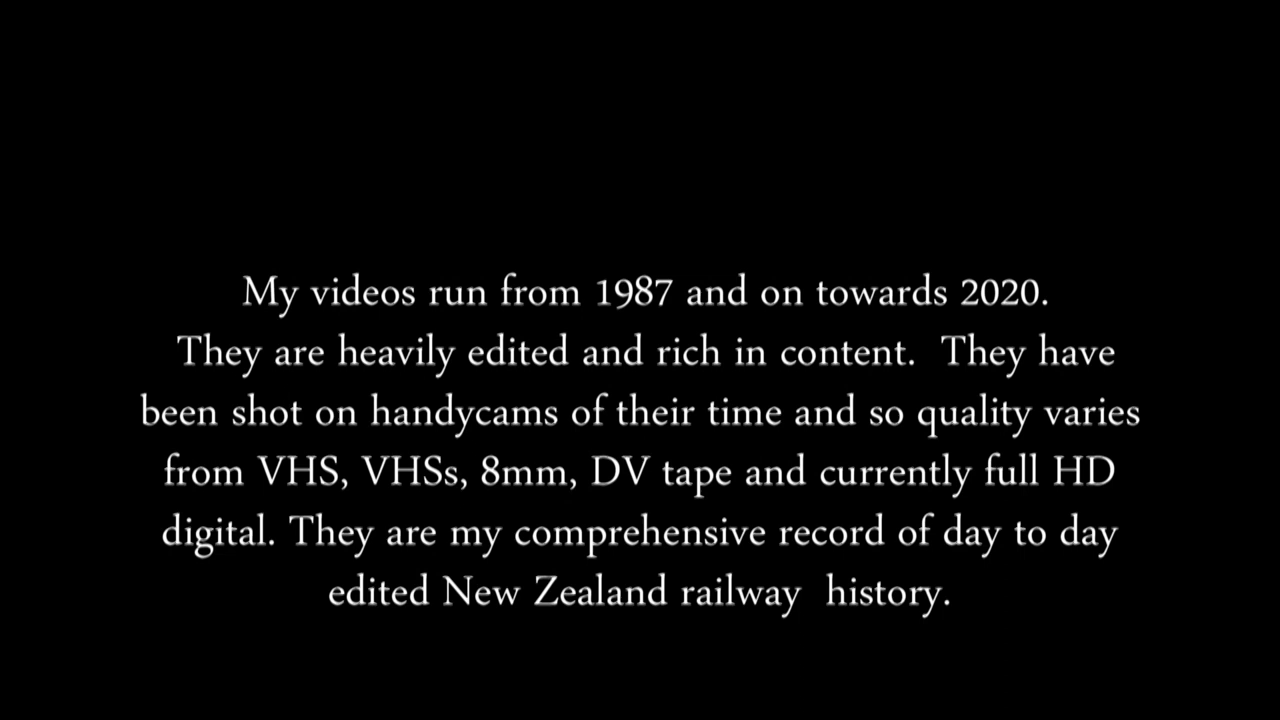 My videos run from 1987 and on towards 2020.
They are heavily edited and rich in content.  They have
been shot on handycams of their time and so quality varies
from VHS, VHSs, 8mm, DV tape and currently full HD
digital. They are my comprehensive record of day to day
edited New Zealand railway  history.